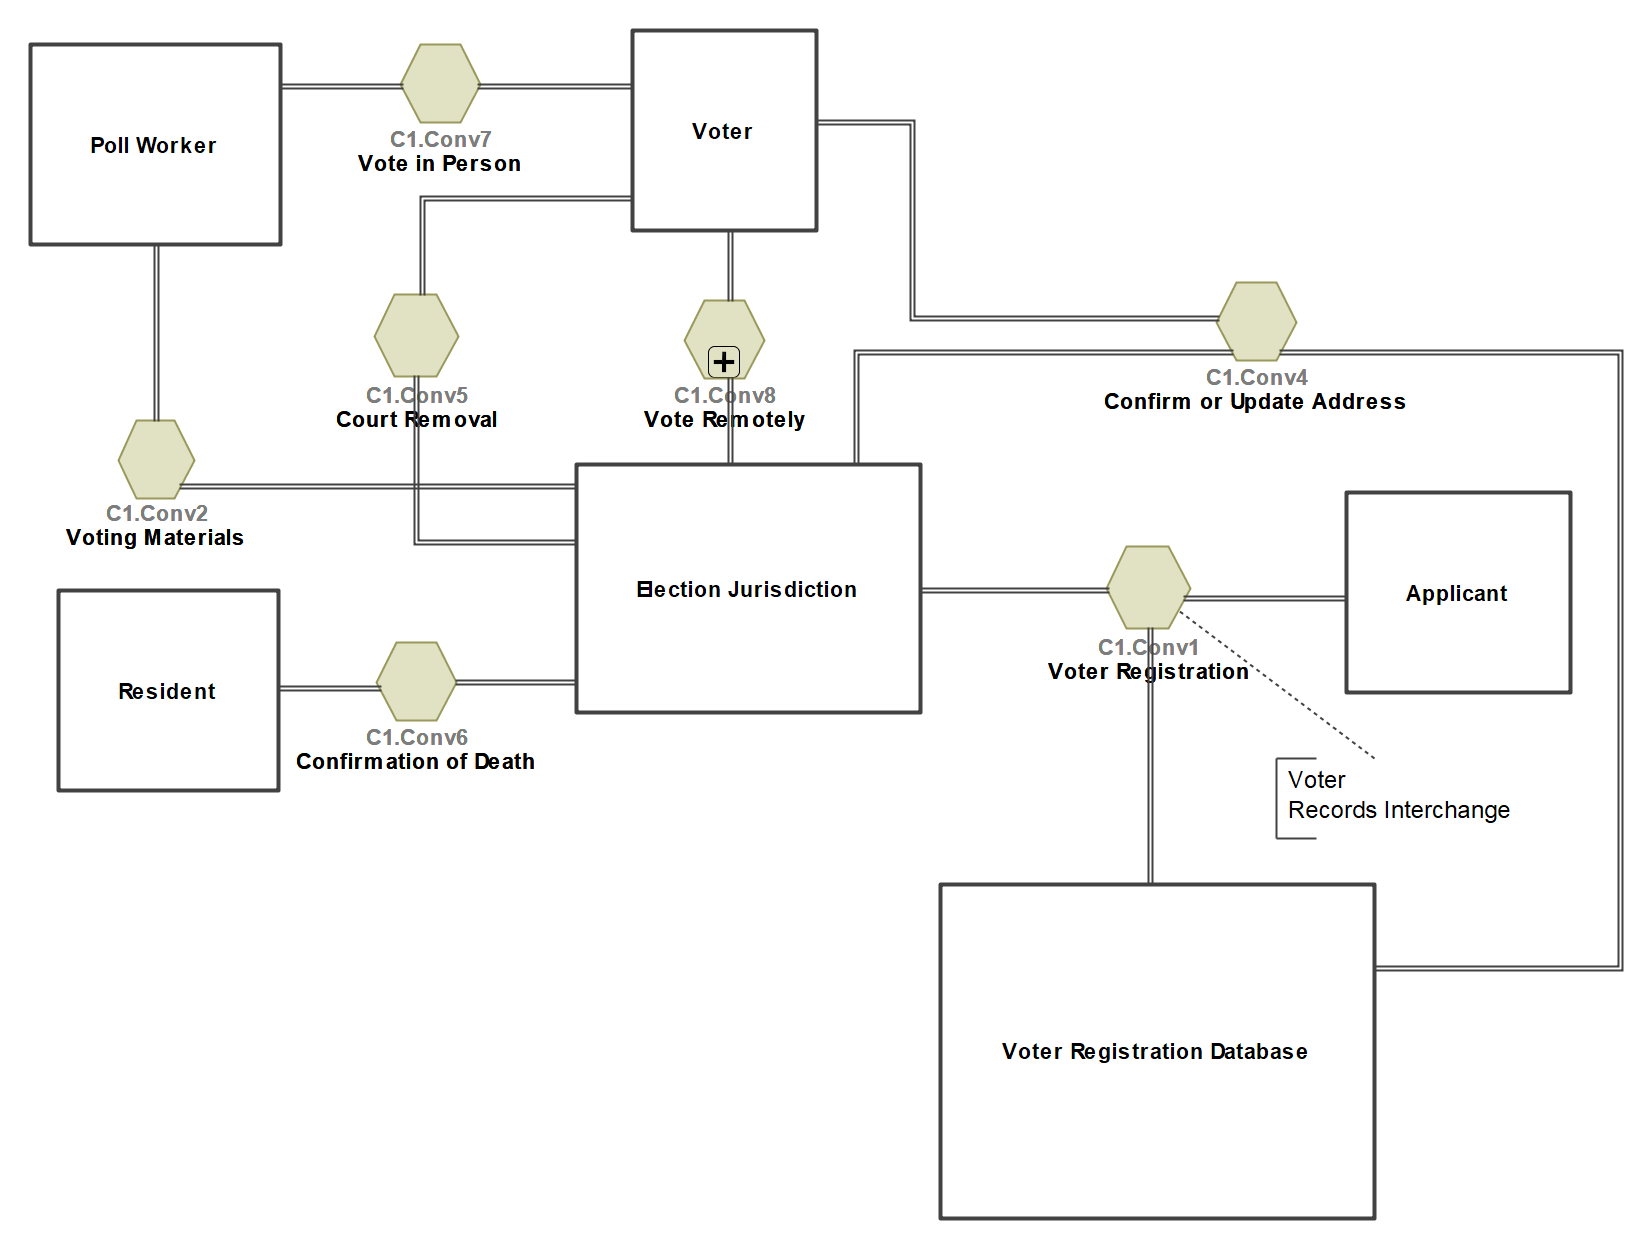 Poll Worker
C1.Conv7
Vote in Person
Voter
C1.Conv5
Court Removal
C1.Conv8
Vote Remotely
C1.Conv4
Confirm or Update Address
C1.Conv2
Voting Materials
Election Jurisdiction
C1.Conv1
Voter Registration
Applicant
Resident
C1.Conv6
Confirmation of Death
Voter
Records Interchange
Voter Registration Database